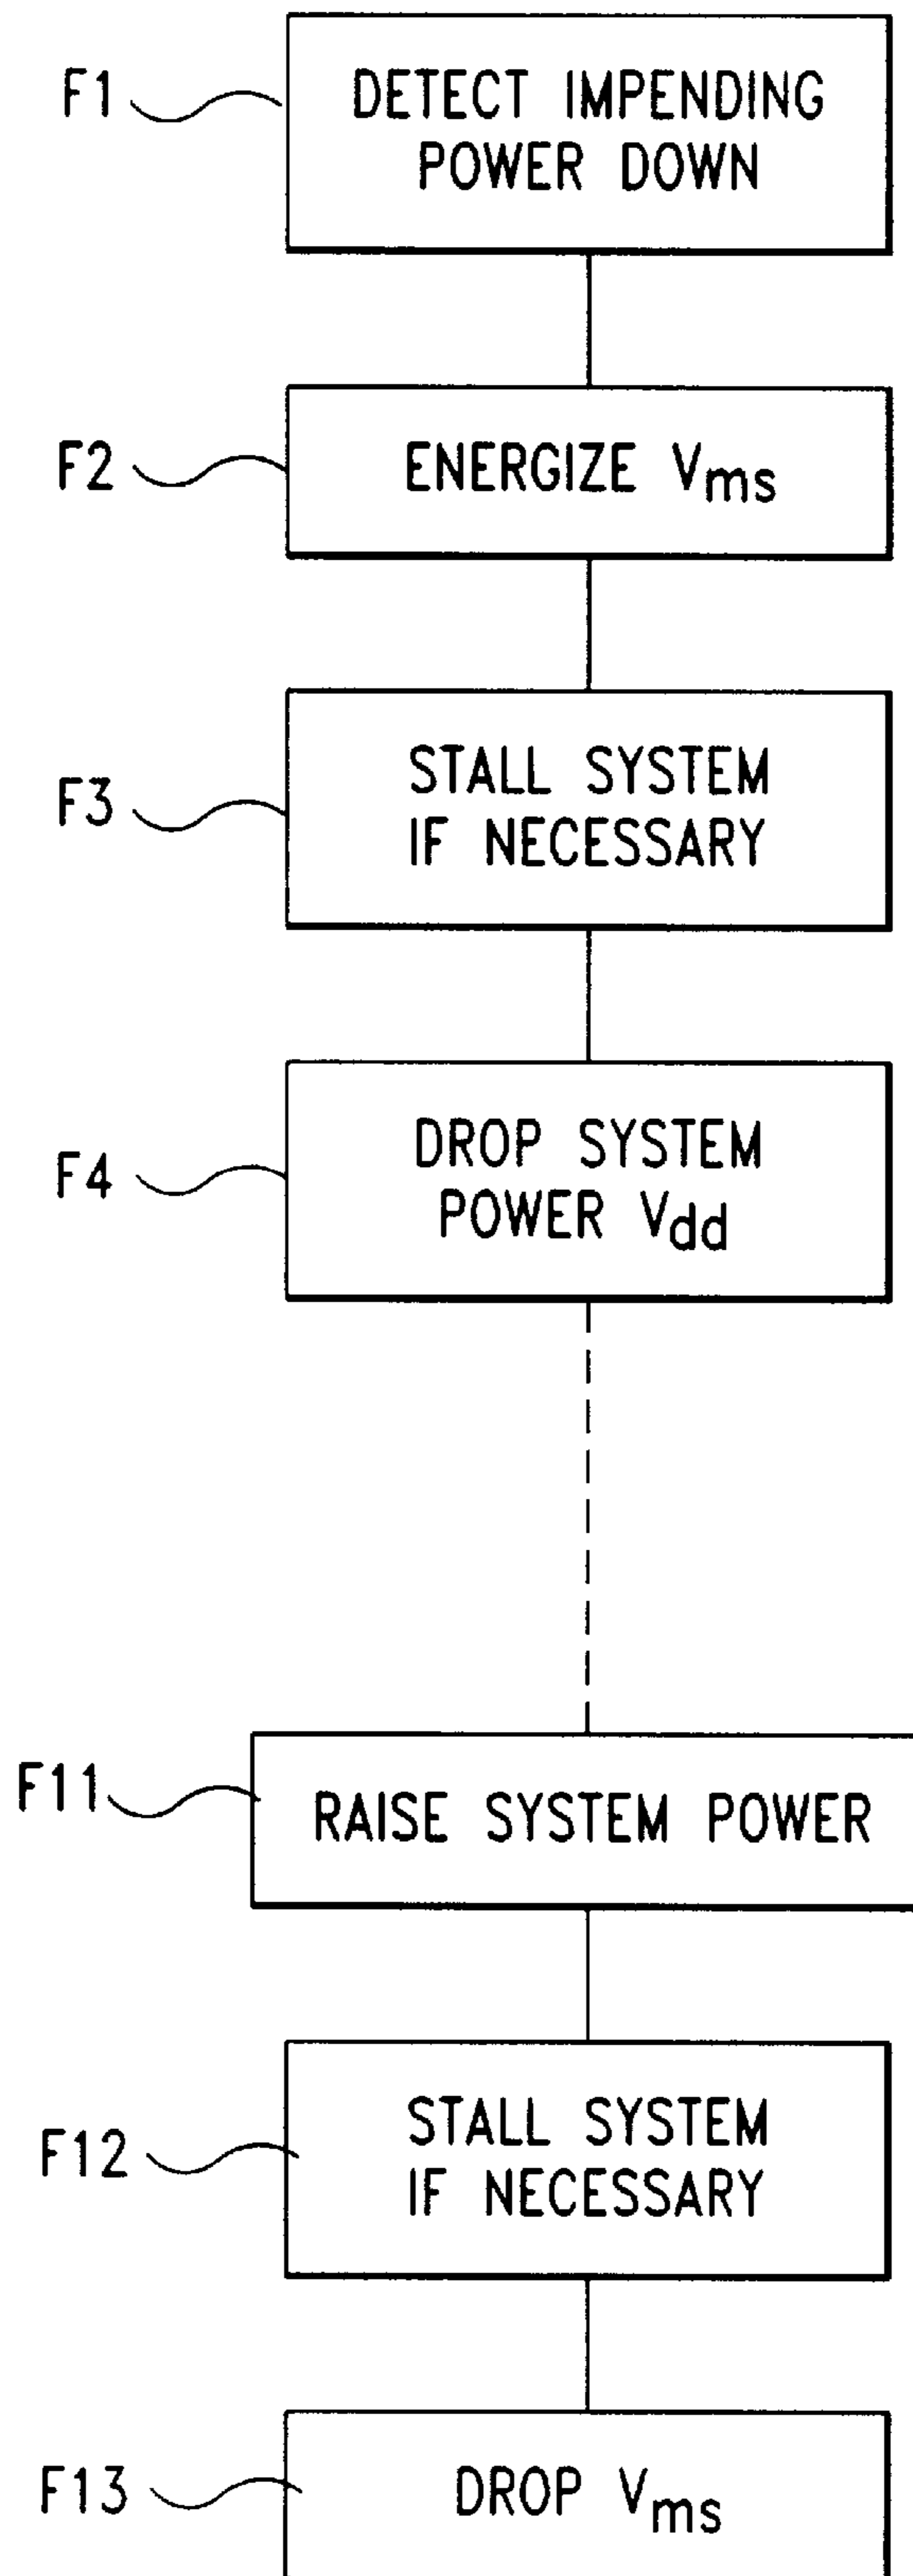 F1
DETECT IMPENDING
POWER DOWN
F2
ENERGIZE Vms
F3
STALL SYSTEM
IF NECESSARY
F4
DROP SYSTEM
POWER Vdd
F11
RAISE SYSTEM POWER
F12
STALL SYSTEM
IF NECESSARY
F13
DROP Vms